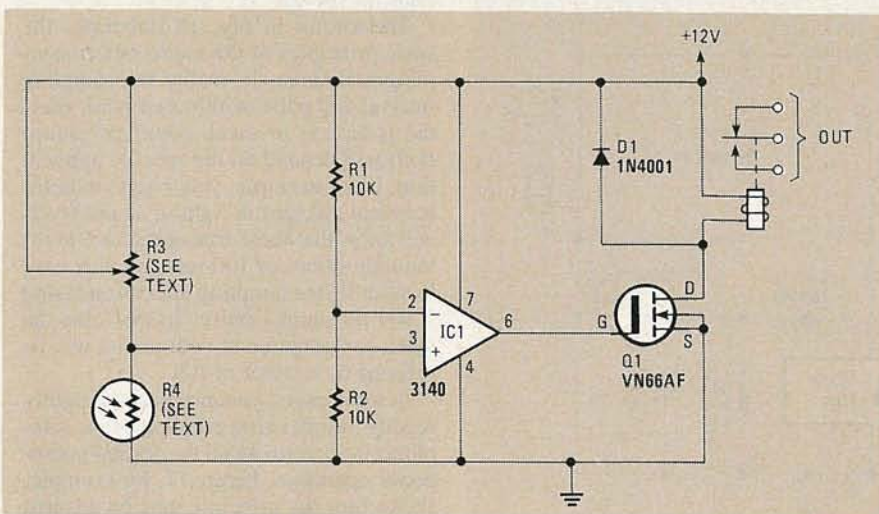 +12V
OUT
D1
1N4001
R1
10K
R3
(SEE
TEXT)
2
−
7
IC1
6
3
+
4
3140
D
G
S
Q1
VN66AF
R4
(SEE
TEXT)
R2
10K